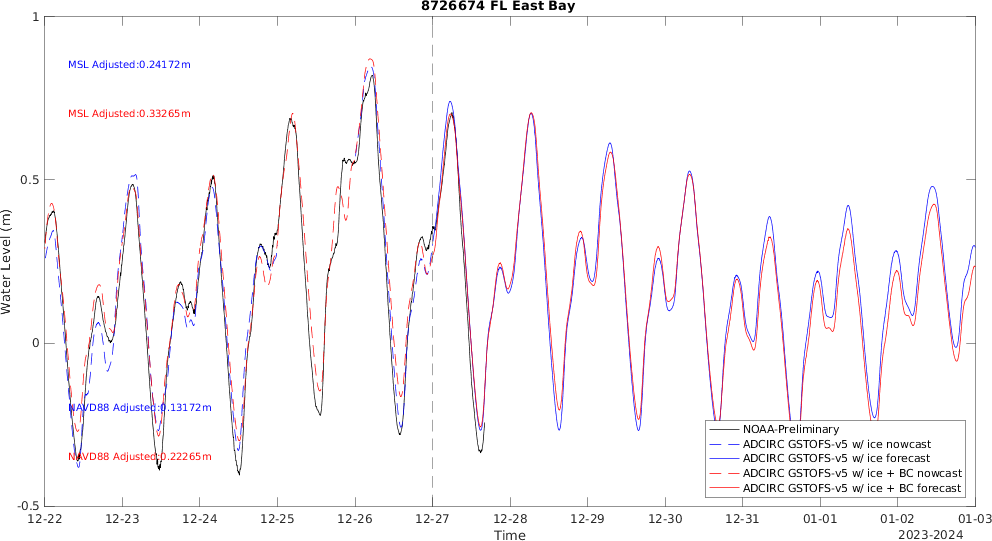 8726674 FL East Bay
1
0.5
0
-0.5
Water Level (m)
MSL Adjusted:0.24172m
MSL Adjusted:0.33265m
NAVD88 Adjusted:0.13172m
NAVD88 Adjusted:0.22265m
NOAA-Preliminary
ADCIRC GSTOFS-v5 w/ ice nowcast
ADCIRC GSTOFS-v5 w/ ice forecast
ADCIRC GSTOFS-v5 w/ ice + BC nowcast
ADCIRC GSTOFS-v5 w/ ice + BC forecast
12-22 12-23 12-24 12-25 12-26 12-27 12-28 12-29 12-30 12-31 01-01 01-02 01-03
Time
2023-2024